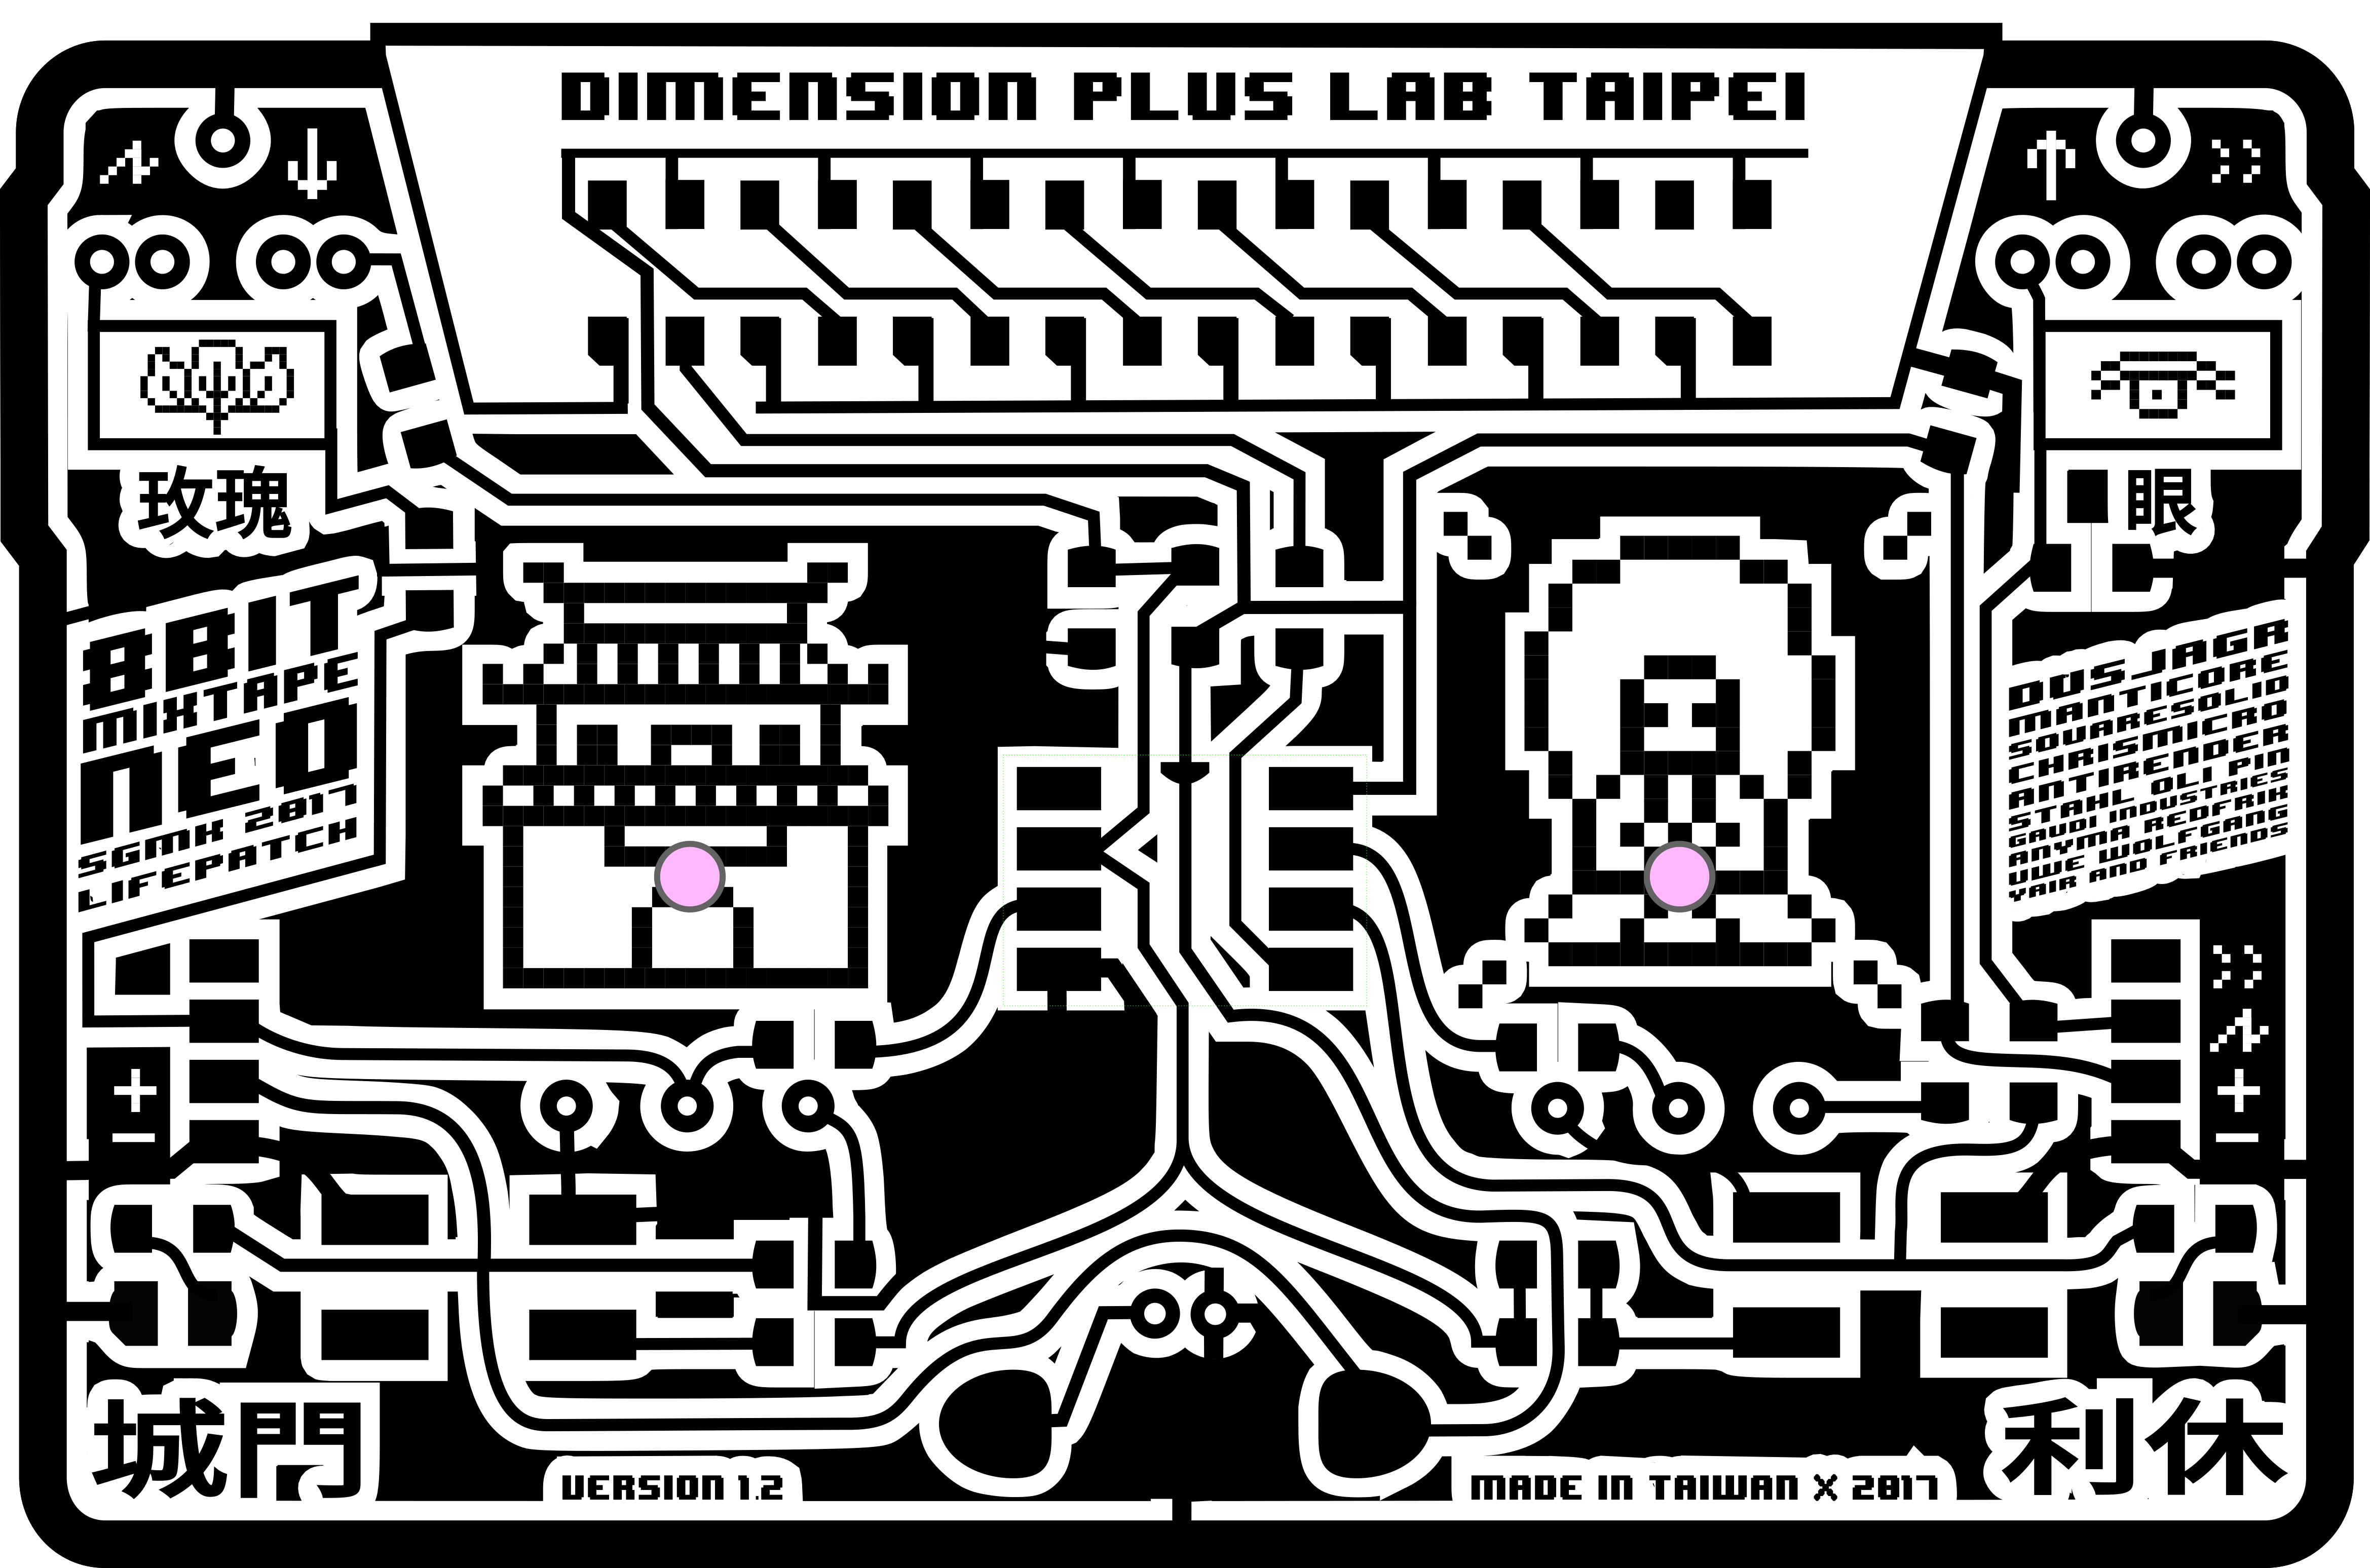 DIMENSION PLUS LAB TAIPEI
玫瑰
眼
8BIT
MIXTAPE
NEO
SGMK 2017
LIFEPATCH
DUSJAGR
MANTICORE
SQUARESOLID
CHRISMICRO
ANTIRENDER
STAHL OLI PIN
GAUDI INDUSTRIES
ANYMA REDFRIK
UWE WOLFGANG
YAIR AND FRIENDS
+
-
+
-
城門
利休
VERSION 1.2
MADE IN TAIWAN X 2017